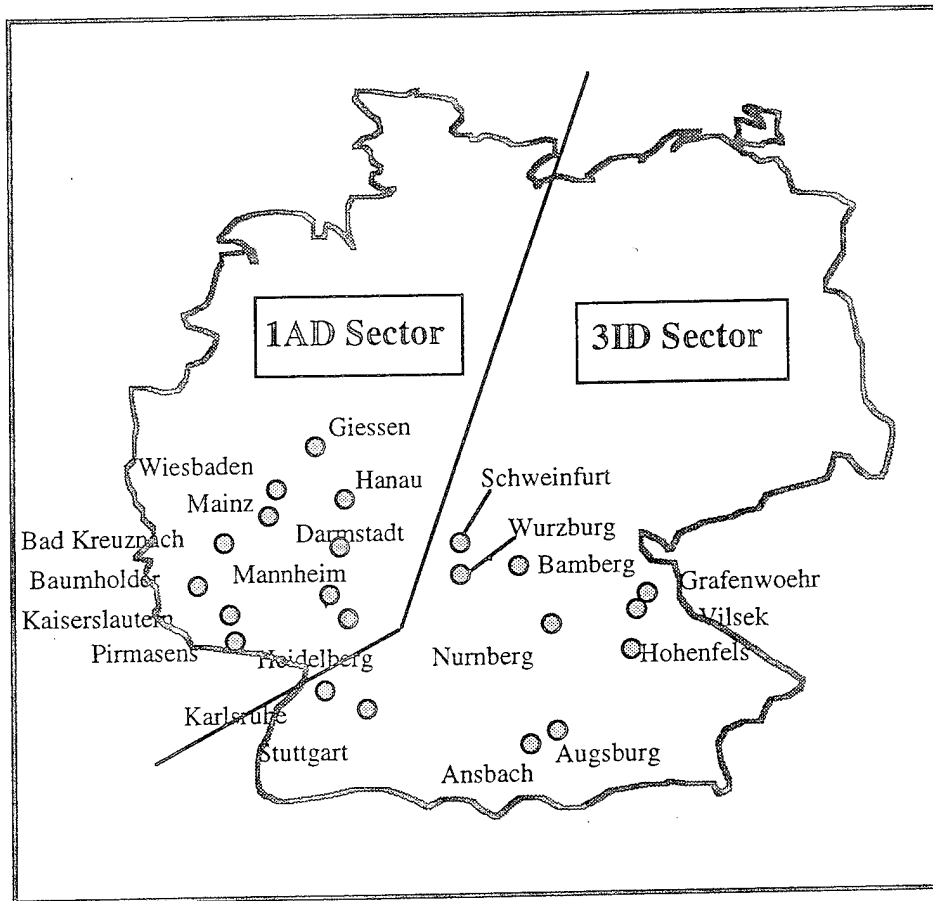 1AD Sector
3ID Sector
Giessen
Wiesbaden
Hanau
Mainz
Schweinfurt
Bad Kreuznach
Darmstadt
Wurzburg
Baumholder
Mannheim
Bamberg
Grafenwoehr
Kaiserslautern
Vilsek
Pirmasens
Heidelberg
Nurnberg
Hohenfels
Karlsruhe
Stuttgart
Augsburg
Ansbach